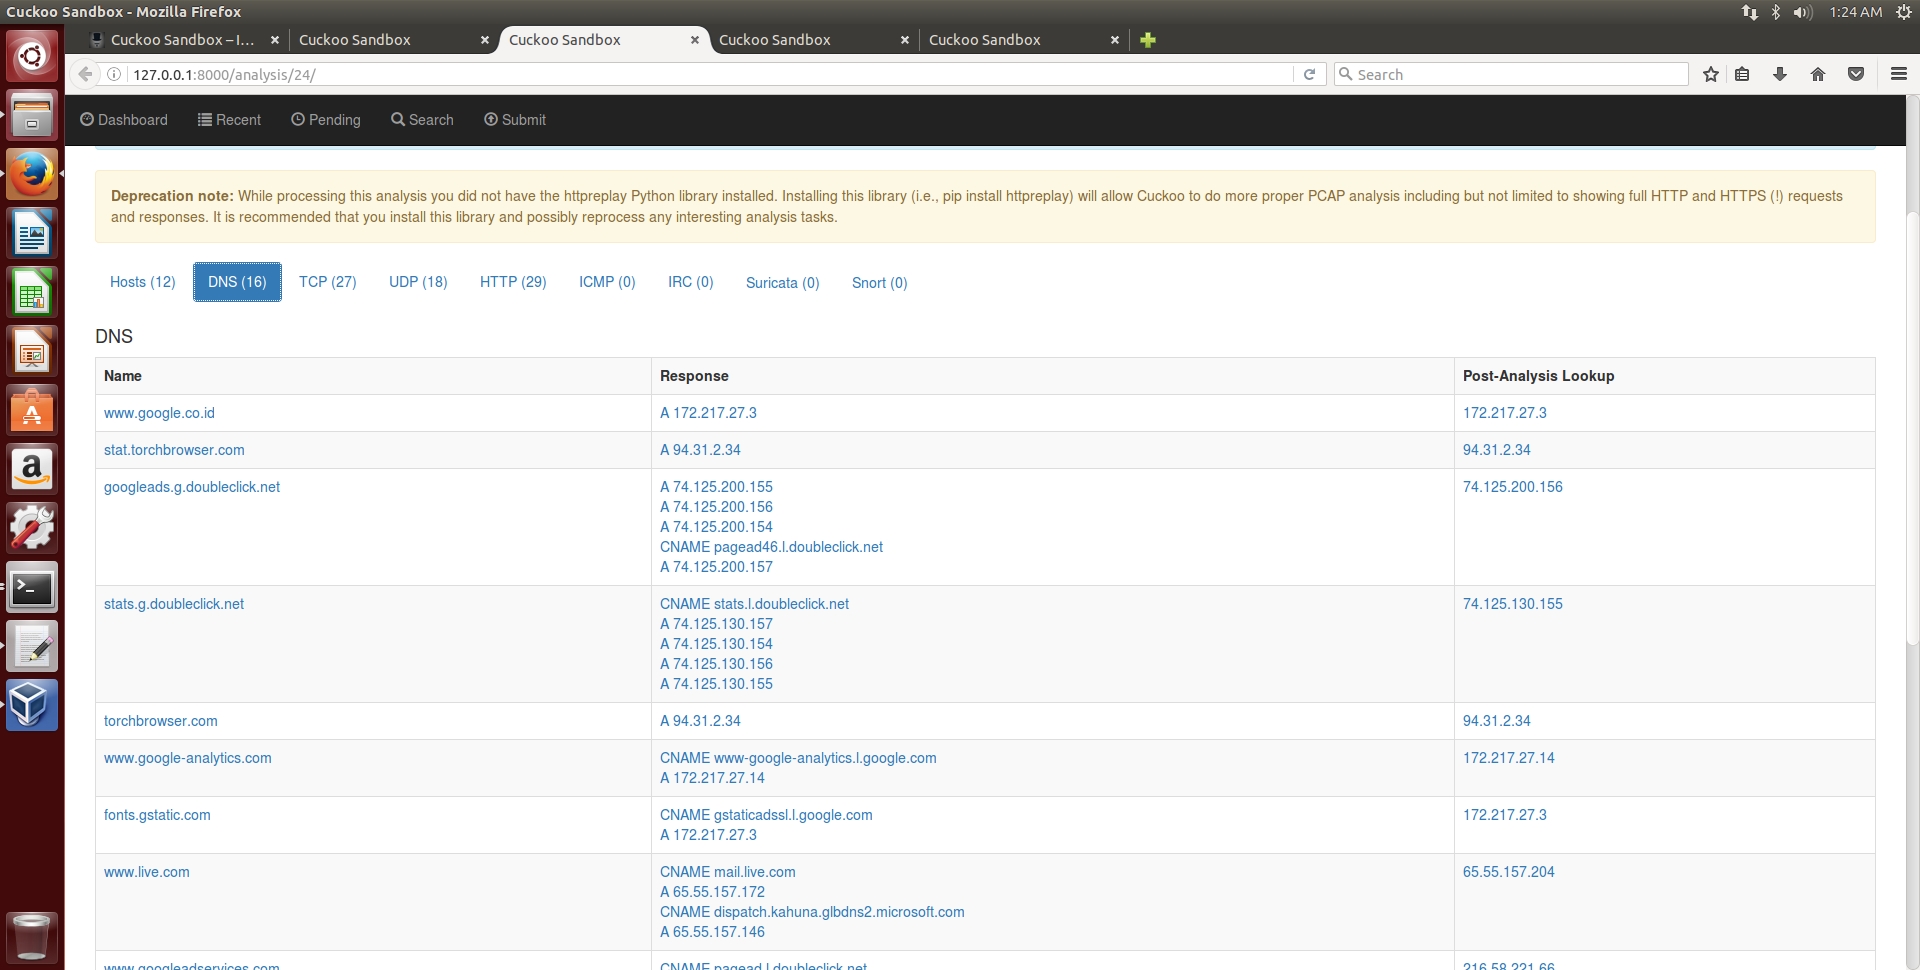 Cuckoo Sandbox - Mozilla Firefox
1:24 AM
Cuckoo Sandbox – I...
Cuckoo Sandbox
Cuckoo Sandbox
Cuckoo Sandbox
Cuckoo Sandbox
127.0.0.1:8000/analysis/24/
Search
Dashboard
Recent
Pending
Search
Submit
Deprecation note: While processing this analysis you did not have the httpreplay Python library installed. Installing this library (i.e., pip install httpreplay) will allow Cuckoo to do more proper PCAP analysis including but not limited to showing full HTTP and HTTPS (!) requests
and responses. It is recommended that you install this library and possibly reprocess any interesting analysis tasks.
Hosts (12)
DNS (16)
TCP (27)
UDP (18)
HTTP (29)
ICMP (0)
IRC (0)
Suricata (0)
Snort (0)
DNS
Name
Response
Post-Analysis Lookup
www.google.co.id
A 172.217.27.3
172.217.27.3
stat.torchbrowser.com
A 94.31.2.34
94.31.2.34
googleads.g.doubleclick.net
A 74.125.200.155
A 74.125.200.156
A 74.125.200.154
CNAME pagead46.l.doubleclick.net
A 74.125.200.157
74.125.200.156
stats.g.doubleclick.net
CNAME stats.l.doubleclick.net
A 74.125.130.157
A 74.125.130.154
A 74.125.130.156
A 74.125.130.155
74.125.130.155
torchbrowser.com
A 94.31.2.34
94.31.2.34
www.google-analytics.com
CNAME www-google-analytics.l.google.com
A 172.217.27.14
172.217.27.14
fonts.gstatic.com
CNAME gstaticadssl.l.google.com
A 172.217.27.3
172.217.27.3
www.live.com
CNAME mail.live.com
A 65.55.157.172
CNAME dispatch.kahuna.glbdns2.microsoft.com
A 65.55.157.146
65.55.157.204
www.googleadservices.com
CNAME pagead.l.doubleclick.net
216.58.221.66